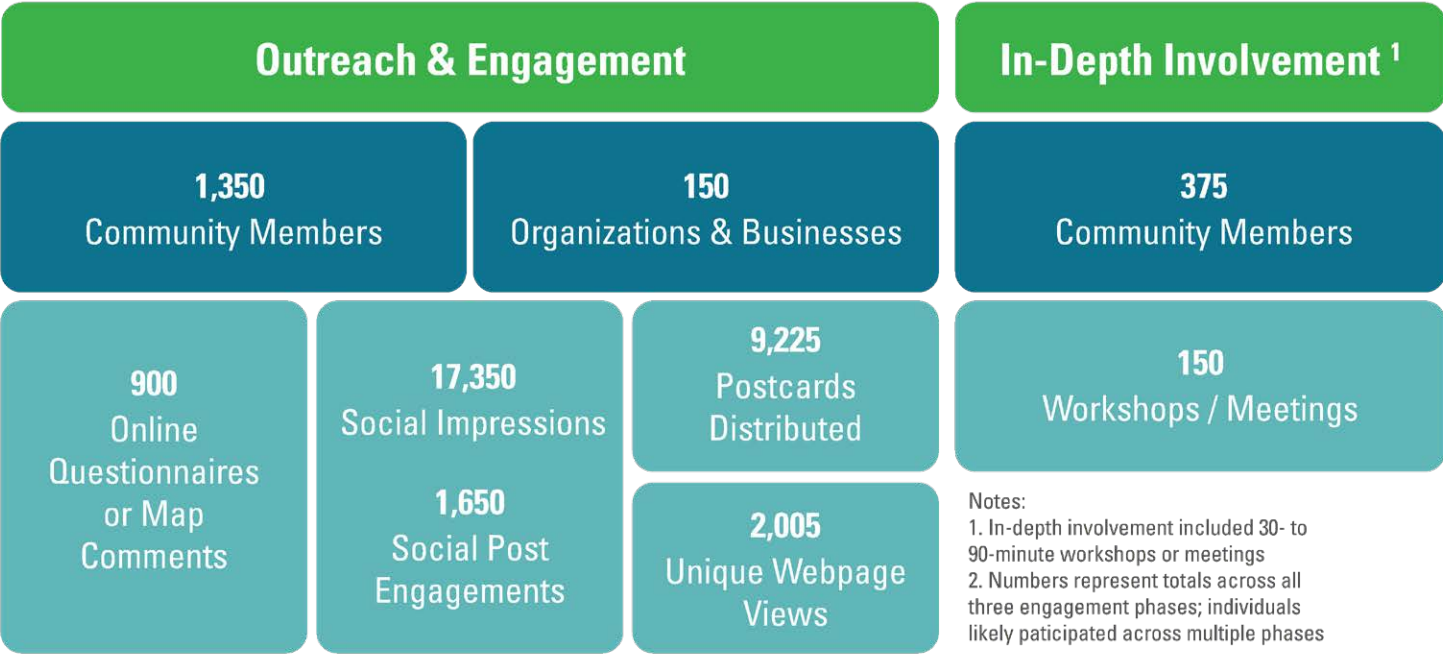 Outreach & Engagement
In-Depth Involvement 1
1,350
Community Members
150
Organizations & Businesses
375
Community Members
900
Online
Questionnaires
or Map
Comments
17,350
Social Impressions
1,650
Social Post
Engagements
9,225
Postcards
Distributed
2,005
Unique Webpage
Views
150
Workshops / Meetings
Notes:
1. In-depth involvement included 30- to
90-minute workshops or meetings
2. Numbers represent totals across all
three engagement phases; individuals
likely paticipated across multiple phases